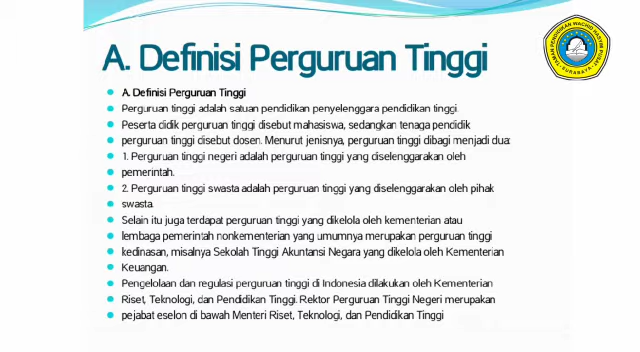 A. Definisi Perguruan Tinggi
A. Definisi Perguruan Tinggi
Perguruan tinggi adalah satuan pendidikan penyelenggara pendidikan tinggi.
Peserta didik perguruan tinggi disebut mahasiswa, sedangkan tenaga pendidik
perguruan tinggi disebut dosen. Menurut jenisnya, perguruan tinggi dibagi menjadi dua:
1. Perguruan tinggi negeri adalah perguruan tinggi yang diselenggarakan oleh
pemerintah.
2. Perguruan tinggi swasta adalah perguruan tinggi yang diselenggarakan oleh pihak
swasta.
Selain itu juga terdapat perguruan tinggi yang dikelola oleh kementerian atau
lembaga pemerintah nonkementerian yang umumnya merupakan perguruan tinggi
kedinasan, misalnya Sekolah Tinggi Akuntansi Negara yang dikelola oleh Kementerian
Keuangan.
Pengelolaan dan regulasi perguruan tinggi di Indonesia dilakukan oleh Kementerian
Riset, Teknologi, dan Pendidikan Tinggi. Rektor Perguruan Tinggi Negeri merupakan
pejabat eselon di bawah Menteri Riset, Teknologi, dan Pendidikan Tinggi
TAMAN PENDIDIKAN WACHID HASYIM PUSAT
SURABAYA